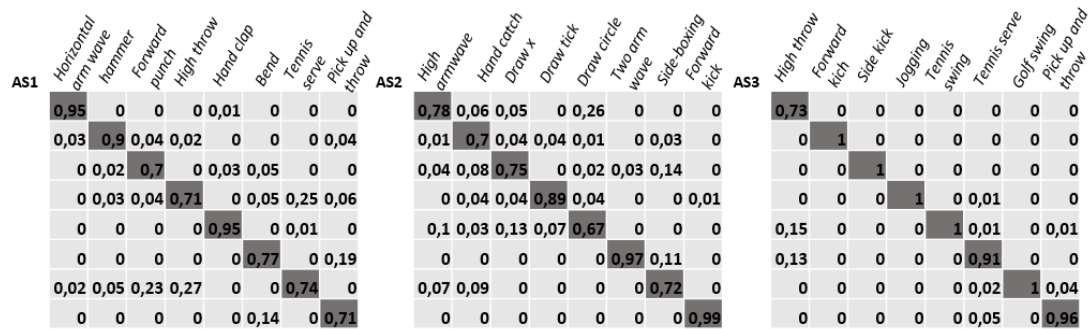 AS1 Horizontal arm wave hammer Forward punch High throw Hand clap Bend Tennis serve Pick up and throw
0,95 0 0 0 0,01 0 0 0
0,03 0,9 0,04 0,02 0 0 0 0,04
0 0,02 0,7 0 0,03 0,05 0 0
0 0,03 0,04 0,71 0 0,05 0,25 0,06
0 0 0 0 0,95 0 0,01 0
0 0 0 0 0 0,77 0 0,19
0,02 0,05 0,23 0,27 0 0 0,74 0
0 0 0 0 0 0,14 0 0,71
AS2 High armwave Hand catch Draw x Draw tick Draw circle Two arm wave Side-boxing Forward kick
0,78 0,06 0,05 0 0,26 0 0 0
0,01 0,7 0,04 0,04 0,01 0 0,03 0
0,04 0,08 0,75 0 0,02 0,03 0,14 0
0 0,04 0,04 0,89 0,04 0 0 0,01
0,1 0,03 0,13 0,07 0,67 0 0 0
0 0 0 0 0 0,97 0,11 0
0,07 0,09 0 0 0 0 0,72 0
0 0 0 0 0 0 0 0,99
AS3 High throw Forward kich Side kick Jogging Tennis swing Tennis serve Golf swing Pick up and throw
0,73 0 0 0 0 0 0 0
0 1 0 0 0 0 0 0
0 0 1 0 0 0 0 0
0 0 0 1 0 0,01 0 0
0,15 0 0 0 1 0,01 0 0,01
0,13 0 0 0 0 0,91 0 0
0 0 0 0 0 0,02 1 0,04
0 0 0 0 0 0,05 0 0,96